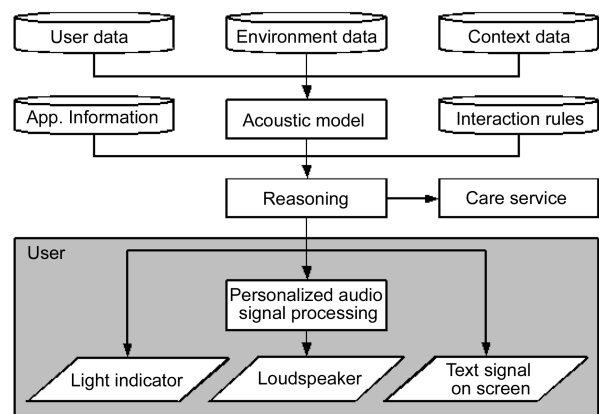 User data
Environment data
Context data
App. Information
Acoustic model
Interaction rules
Reasoning
Care service
User
Personalized audio
signal processing
Light indicator
Loudspeaker
Text signal
on screen